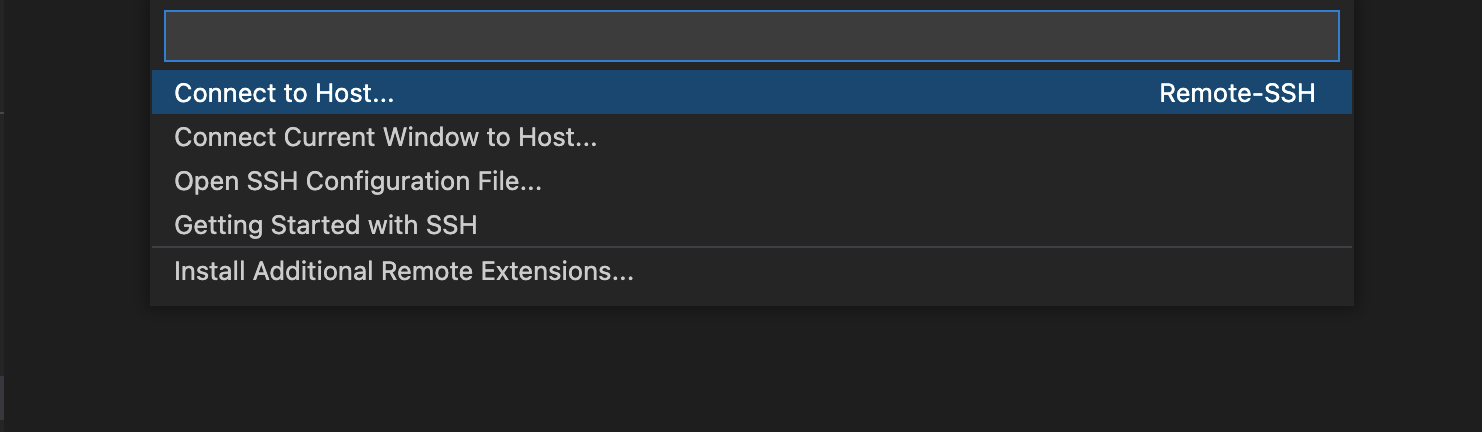 Connect to Host... Remote-SSH
Connect Current Window to Host...
Open SSH Configuration File...
Getting Started with SSH
Install Additional Remote Extensions...